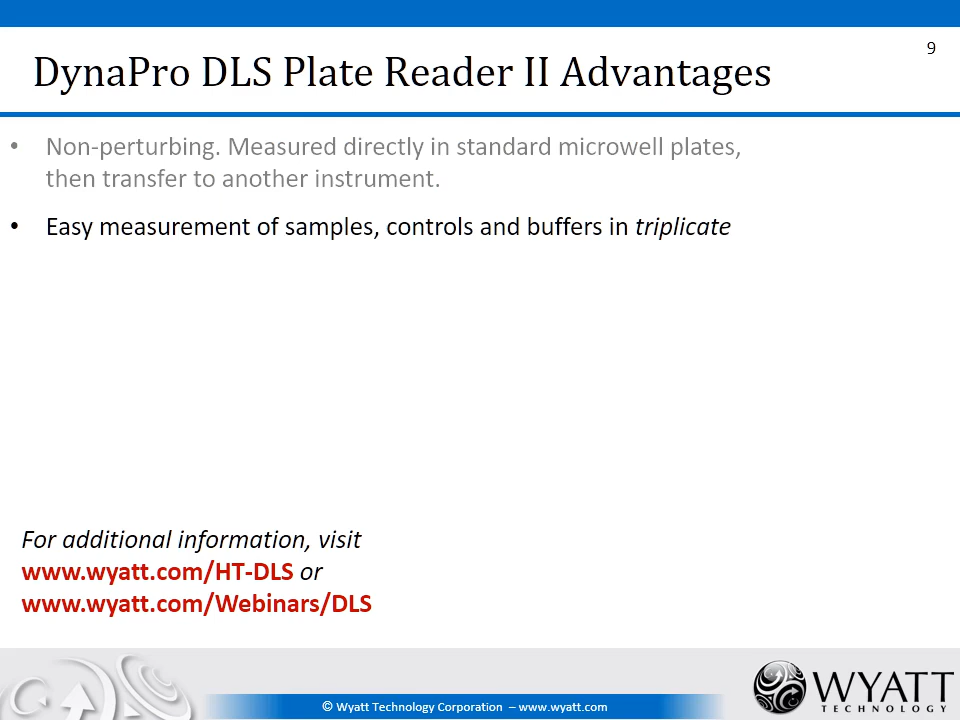 9
DynaPro DLS Plate Reader II Advantages
• Non-perturbing. Measured directly in standard microwell plates,
then transfer to another instrument.
• Easy measurement of samples, controls and buffers in triplicate
For additional information, visit
www.wyatt.com/HT-DLS or
www.wyatt.com/Webinars/DLS
© Wyatt Technology Corporation – www.wyatt.com
WYATT
TECHNOLOGY